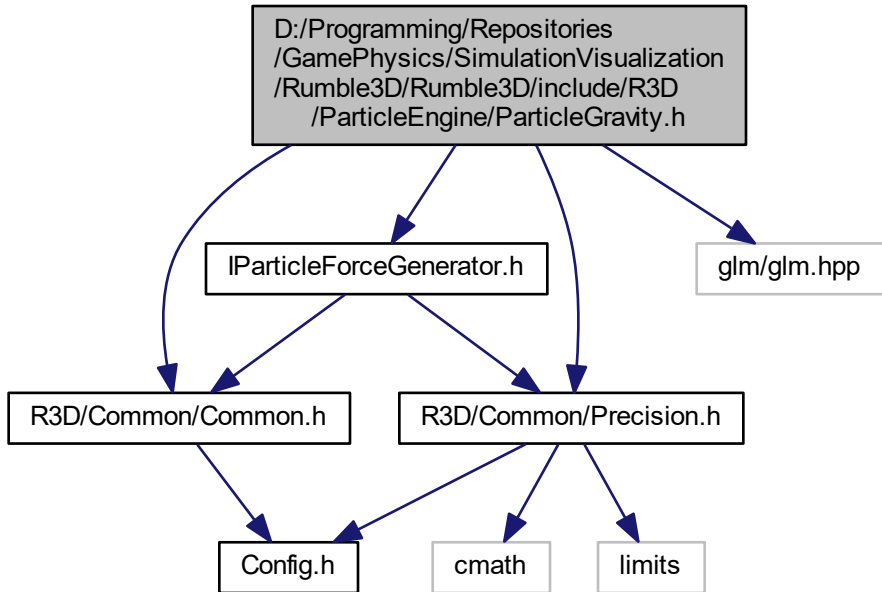 D:/Programming/Repositories
/GamePhysics/SimulationVisualization
/Rumble3D/Rumble3D/include/R3D
/ParticleEngine/ParticleGravity.h
IParticleForceGenerator.h
glm/glm.hpp
R3D/Common/Common.h
R3D/Common/Precision.h
Config.h
cmath
limits